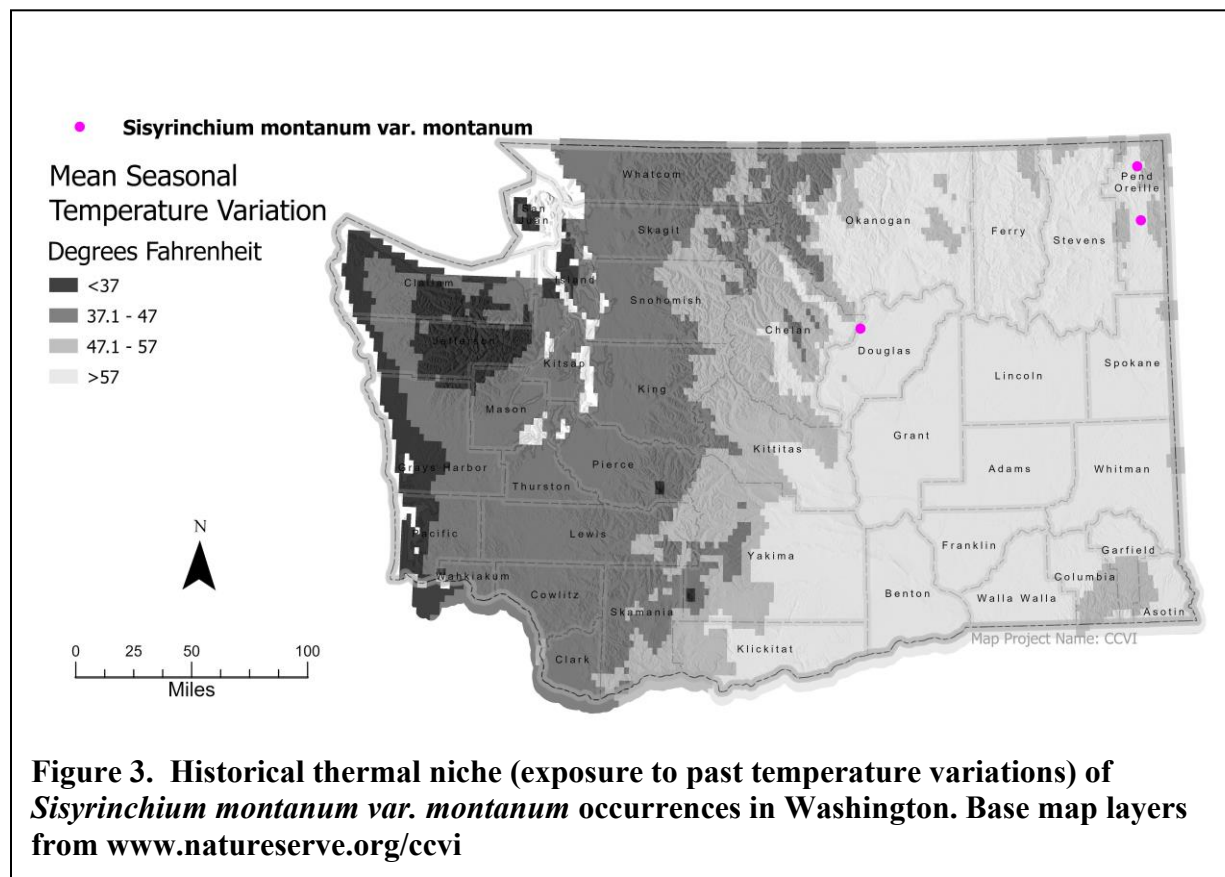 Sisyrinchium montanum var. montanum
Mean Seasonal
Temperature Variation
Degrees Fahrenheit
<37
37.1 - 47
47.1 - 57
>57
Whatcom
San
Juan
Skagit
Okanogan
Ferry
Stevens
Pend
Oreille
Clallam
Island
Snohomish
Chelan
Douglas
Jefferson
Kitsap
King
Lincoln
Spokane
Mason
Grant
Kittitas
Grays Harbor
Pierce
Adams
Whitman
Thurston
Pacific
Lewis
Yakima
Franklin
Garfield
Wahkiakum
Cowlitz
Skamania
Benton
Walla Walla
Columbia
Asotin
Clark
Klickitat
Map Project Name: CCVI
N
0 25 50 100
Miles
Figure 3.  Historical thermal niche (exposure to past temperature variations) of
Sisyrinchium montanum var. montanum occurrences in Washington. Base map layers
from www.natureserve.org/ccvi